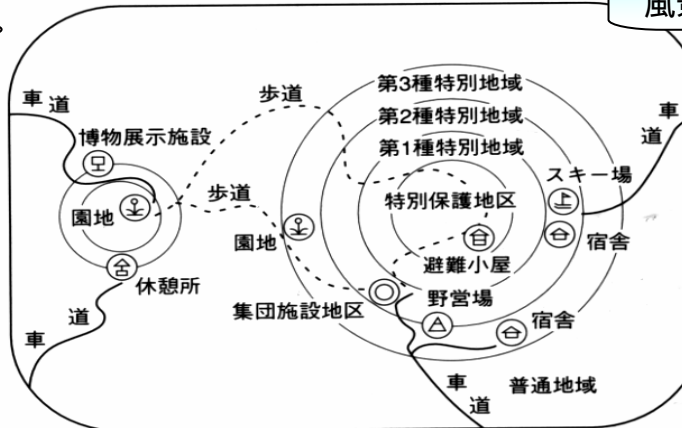 。
風
車道
博物展示施設
園地
休憩所
車道
歩道
歩道
第3種特別地域
第2種特別地域
第1種特別地域
特別保護地区
避難小屋
園地
集団施設地区
野営場
スキー場
宿舎
宿舎
車道
車道
普通地域